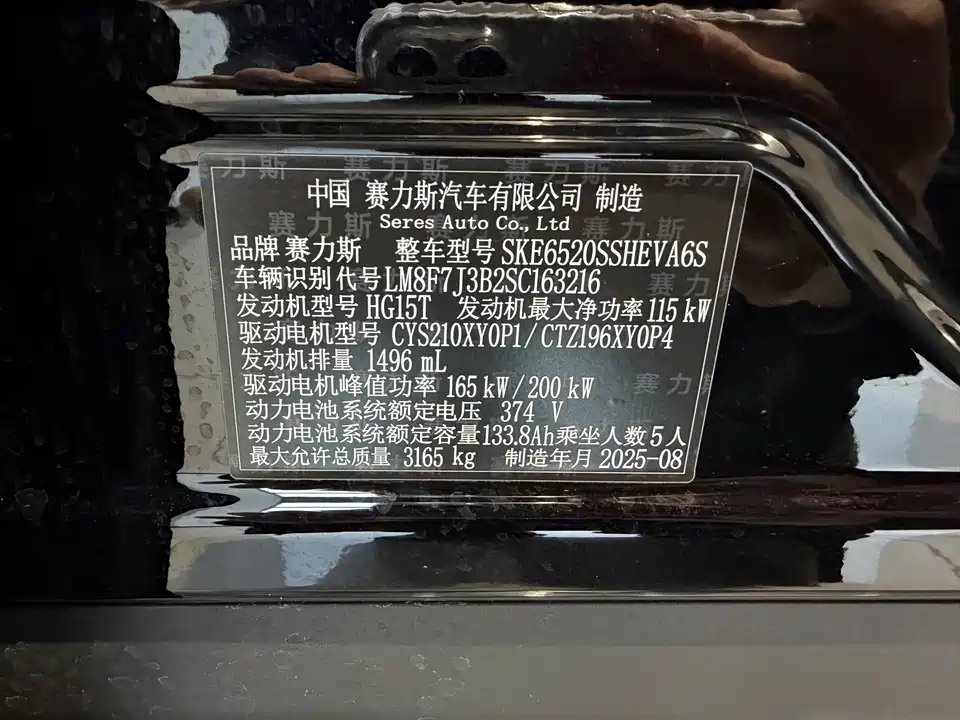 中国 赛力斯汽车有限公司 制造
Seres Auto Co., Ltd
品牌 赛力斯 整车型号 SKE6520SSHEVA6S
车辆识别代号 LM8F7J3B2SC163216
发动机型号 HG15T 发动机最大净功率 115 kW
驱动电机型号 CYS210XY0P1/CTZ196XY0P4
发动机排量 1496 mL
驱动电机峰值功率 165 kW/200 kW
动力电池系统额定电压 374 V
动力电池系统额定容量 133.8Ah 乘坐人数 5 人
最大允许总质量 3165 kg 制造年月 2025-08